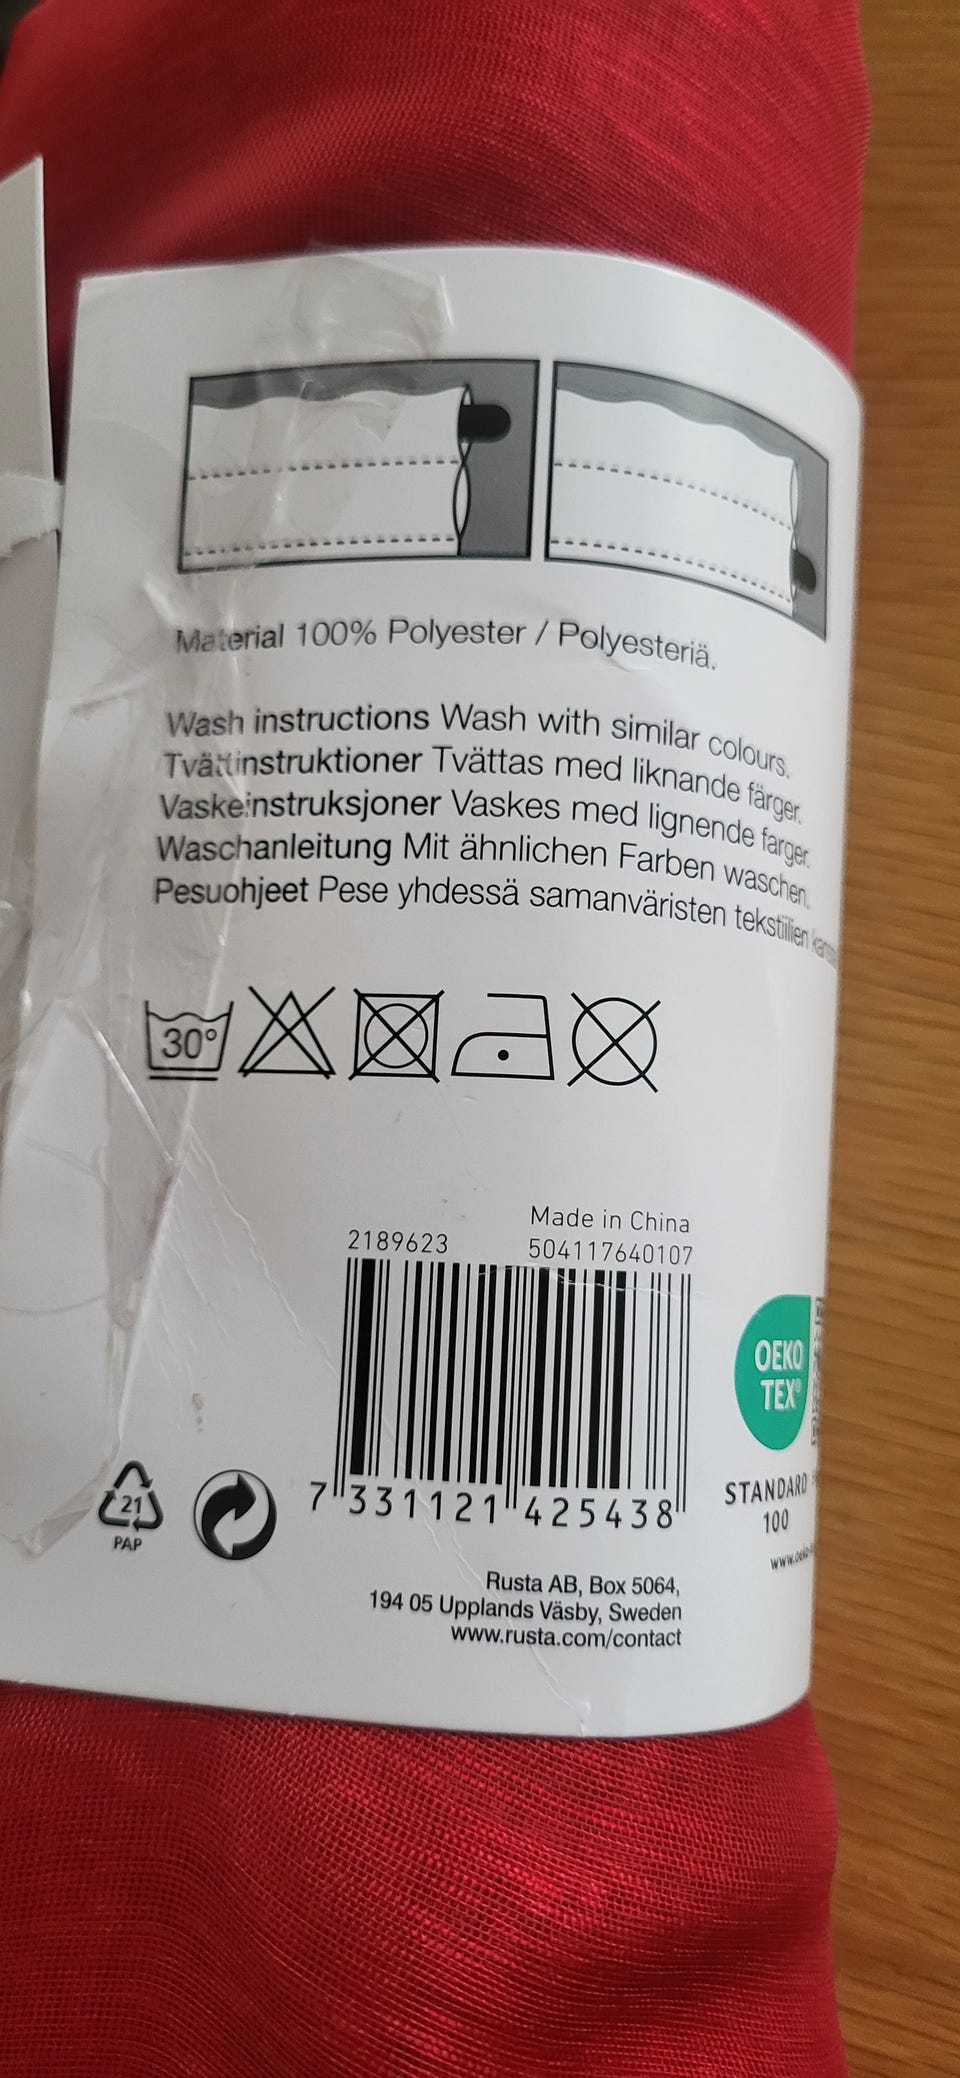 Material 100% Polyester / Polyesteriä.
Wash instructions Wash with similar colours.
Tvättinstruktioner Tvättas med liknande färger.
Vaskeinstruksjoner Vaskes med lignende farger.
Waschanleitung Mit ähnlichen Farben waschen.
Pesuohjeet Pese yhdessä samanväristen tekstiilien
30°
Made in China
2189623 504117640107
OEKO
TEX®
7 331121 425438
STANDARD
100
21
PAP
Rusta AB, Box 5064,
194 05 Upplands Väsby, Sweden
www.rusta.com/contact